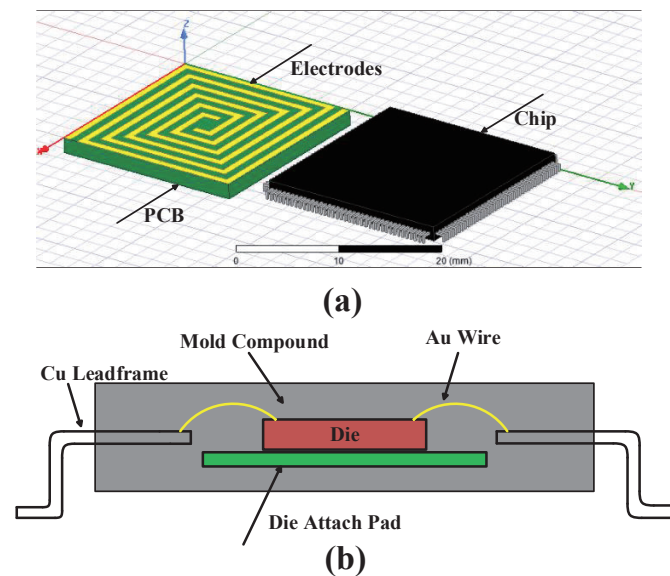 Z
Electrodes
Chip
X
Y
PCB
0 10 20 (mm)
(a)
Mold Compound
Au Wire
Cu Leadframe
Die
Die Attach Pad
(b)